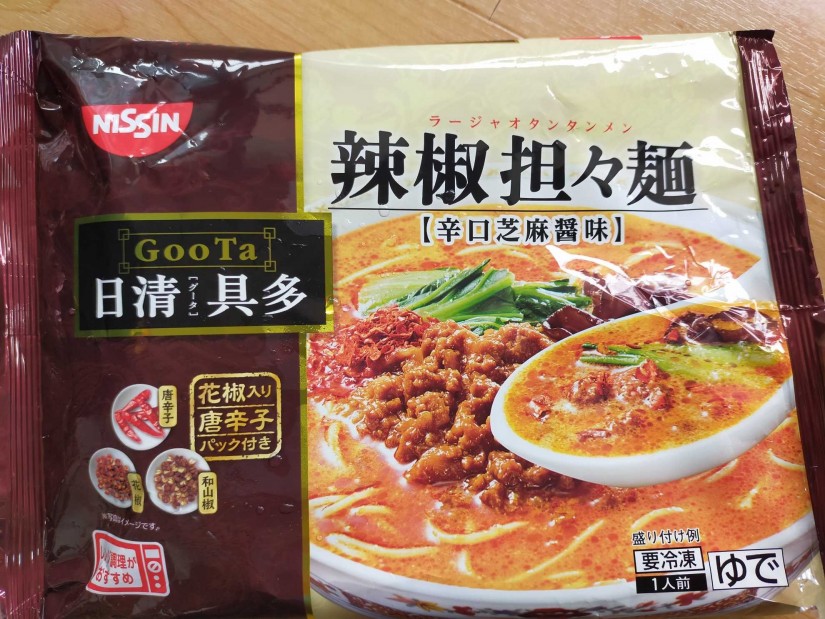 NISSIN
ラージャオタンタンメン
辣椒担々麺
【辛口芝麻醤味】
GooTa
日清[グータ]具多
花椒入り
唐辛子
パック付き
唐辛子
花椒
和山椒
※写真はイメージです。
レンジ調理が
おすすめ
盛り付け例
要冷凍
1人前
ゆで